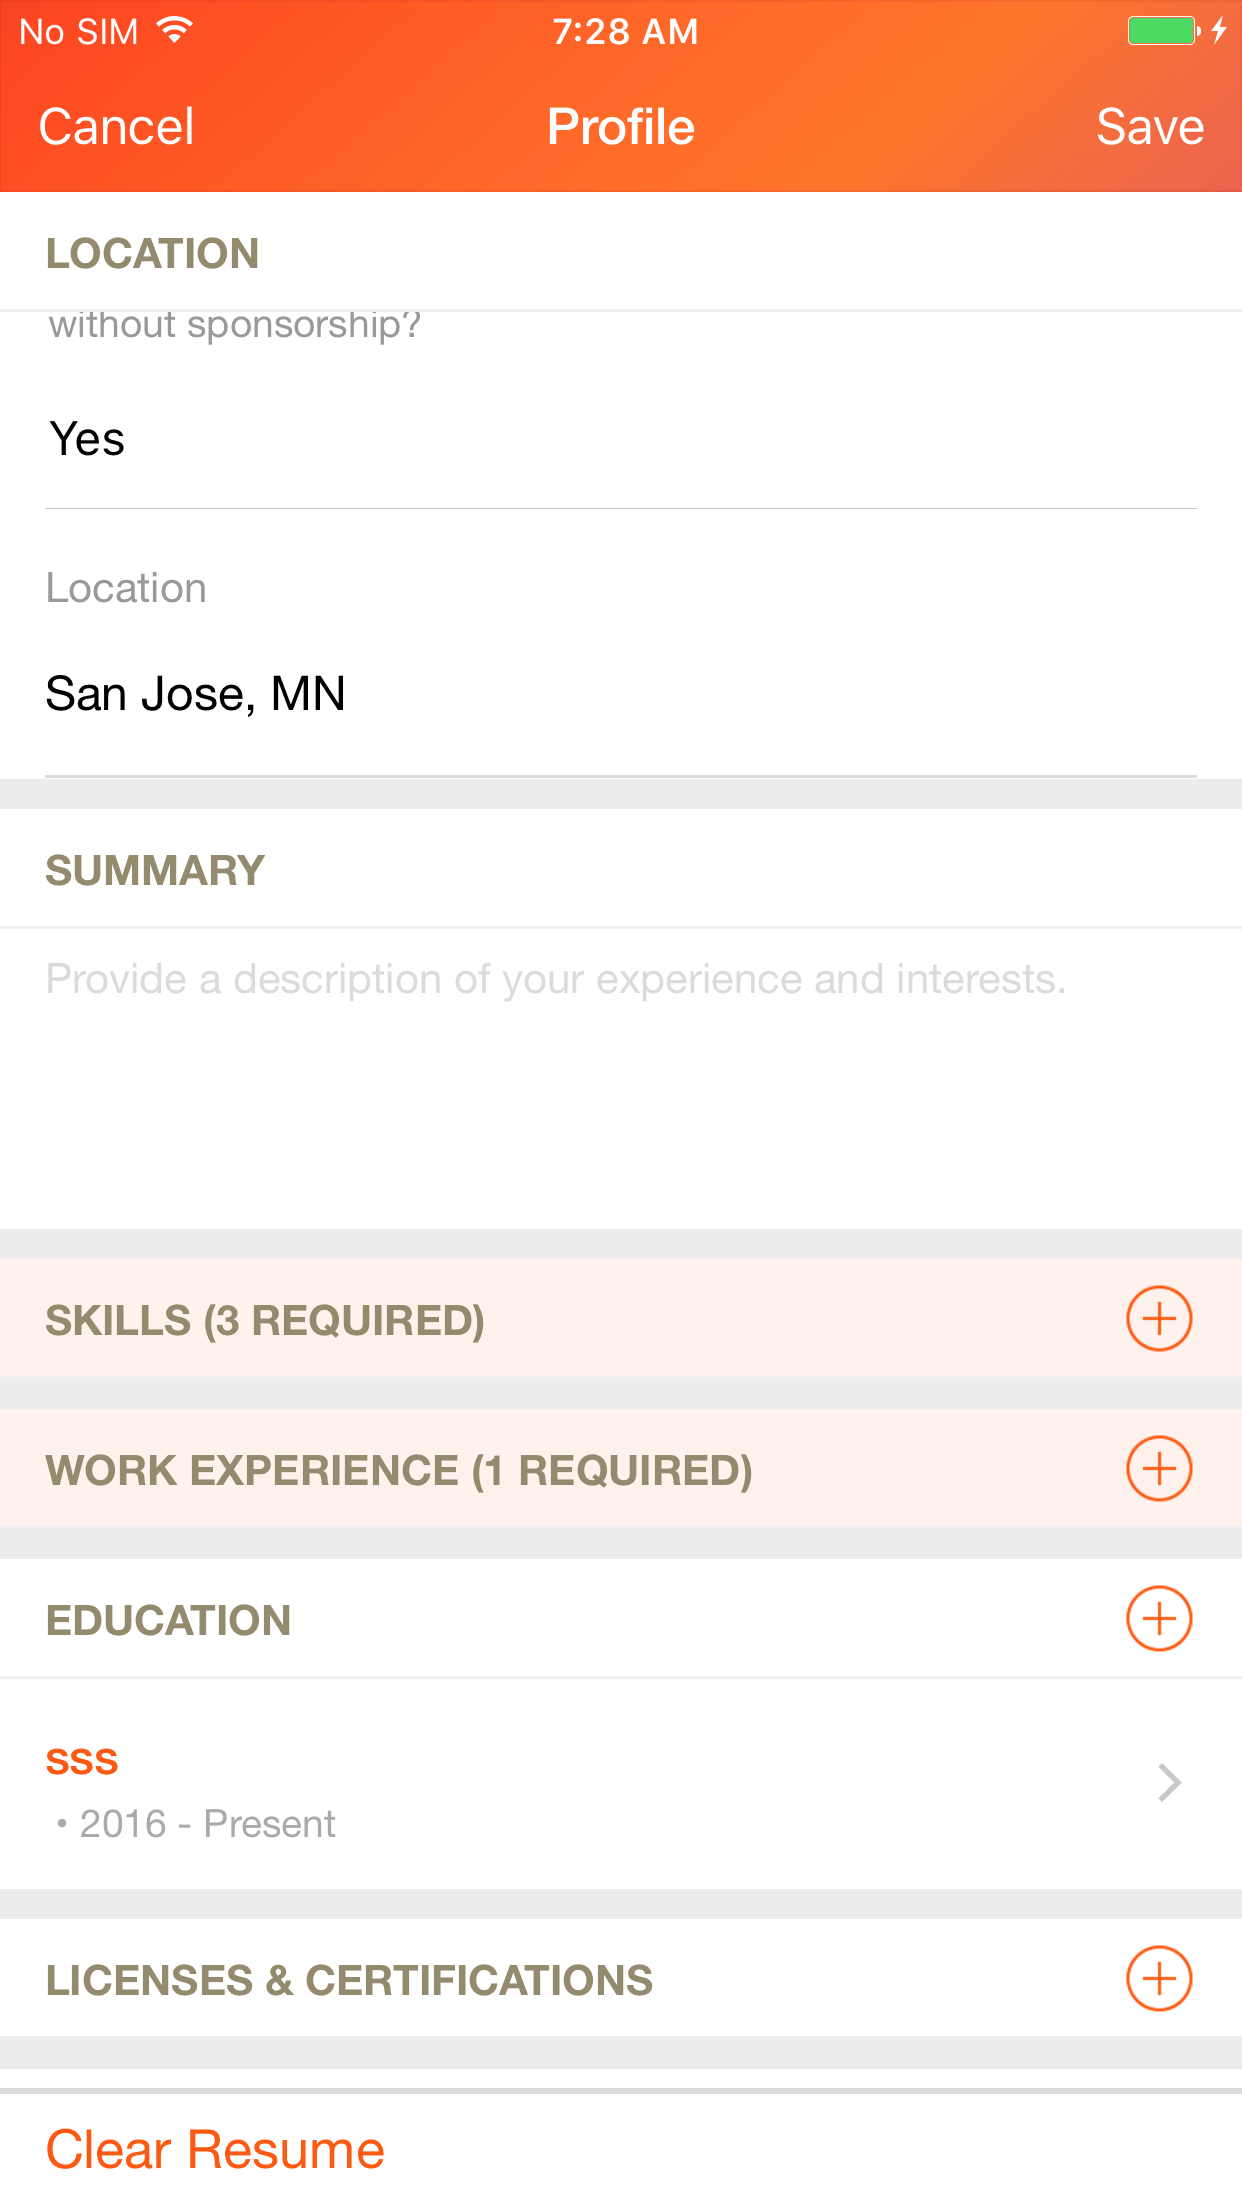 No SIM
7:28 AM
Cancel
Profile
Save
LOCATION
without sponsorship?
Yes
Location
San Jose, MN
SUMMARY
Provide a description of your experience and interests.
SKILLS (3 REQUIRED)
WORK EXPERIENCE (1 REQUIRED)
EDUCATION
sss
• 2016 - Present
LICENSES & CERTIFICATIONS
Clear Resume